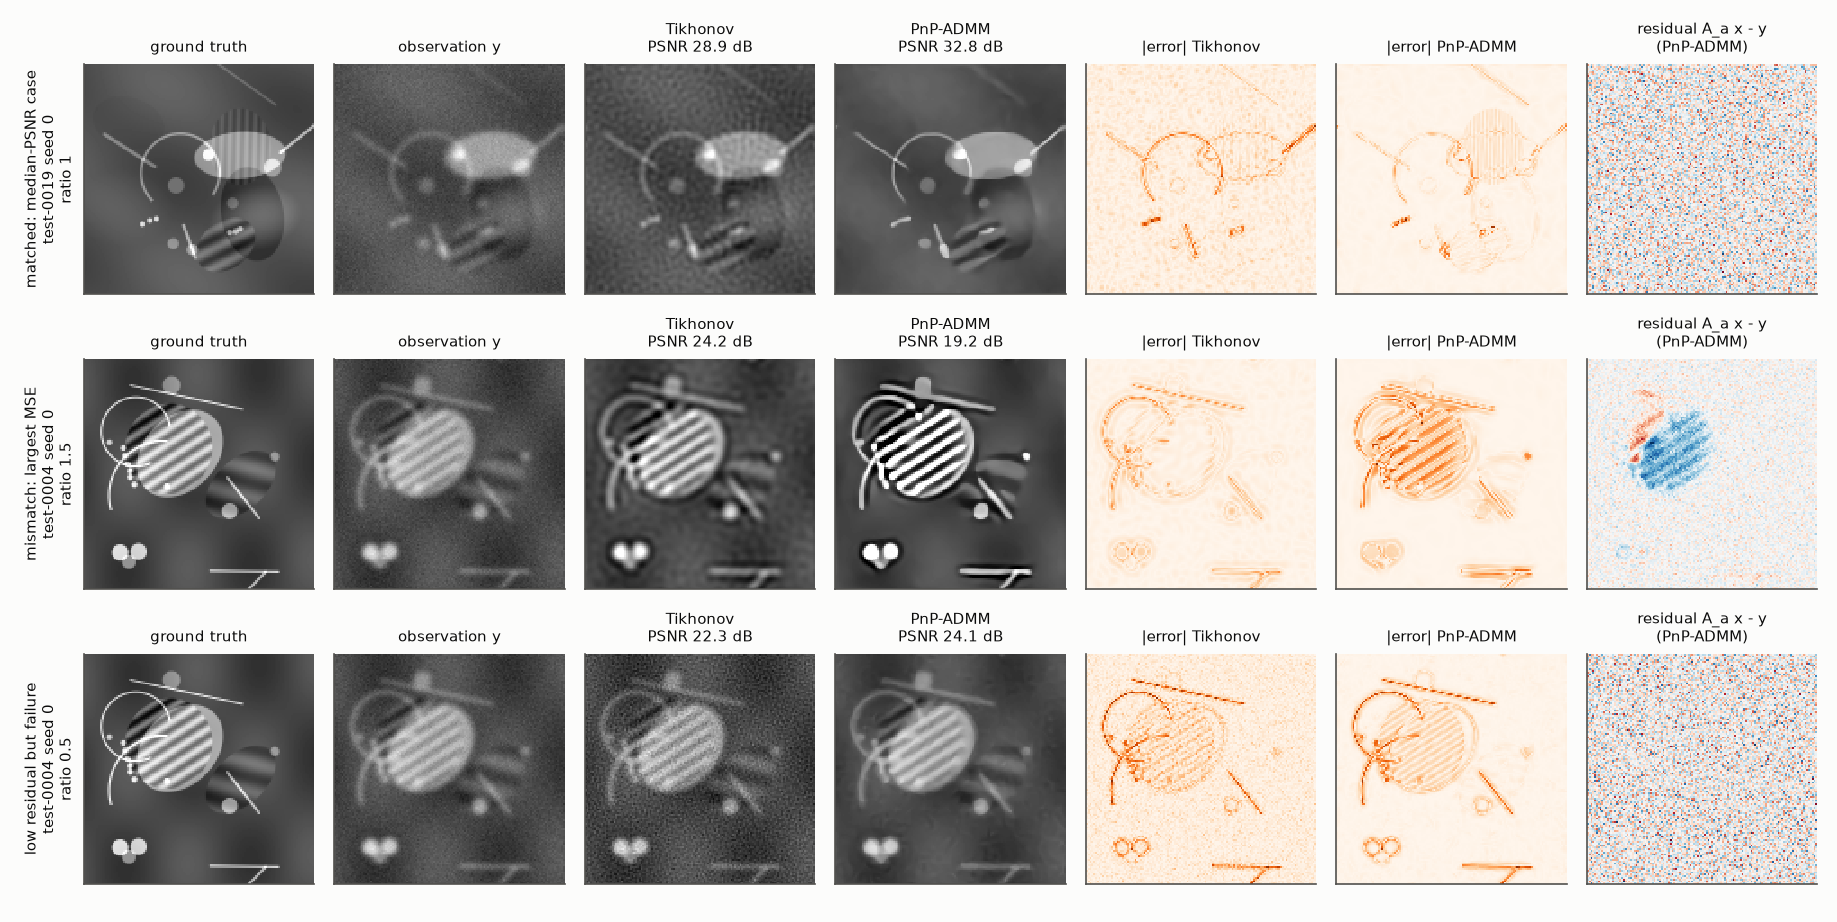 matched: median-PSNR case
test-0019 seed 0
ratio 1
ground truth
observation y
Tikhonov
PSNR 28.9 dB
PnP-ADMM
PSNR 32.8 dB
|error| Tikhonov
|error| PnP-ADMM
residual A_a x - y
(PnP-ADMM)
mismatch: largest MSE
test-0004 seed 0
ratio 1.5
ground truth
observation y
Tikhonov
PSNR 24.2 dB
PnP-ADMM
PSNR 19.2 dB
|error| Tikhonov
|error| PnP-ADMM
residual A_a x - y
(PnP-ADMM)
low residual but failure
test-0004 seed 0
ratio 0.5
ground truth
observation y
Tikhonov
PSNR 22.3 dB
PnP-ADMM
PSNR 24.1 dB
|error| Tikhonov
|error| PnP-ADMM
residual A_a x - y
(PnP-ADMM)